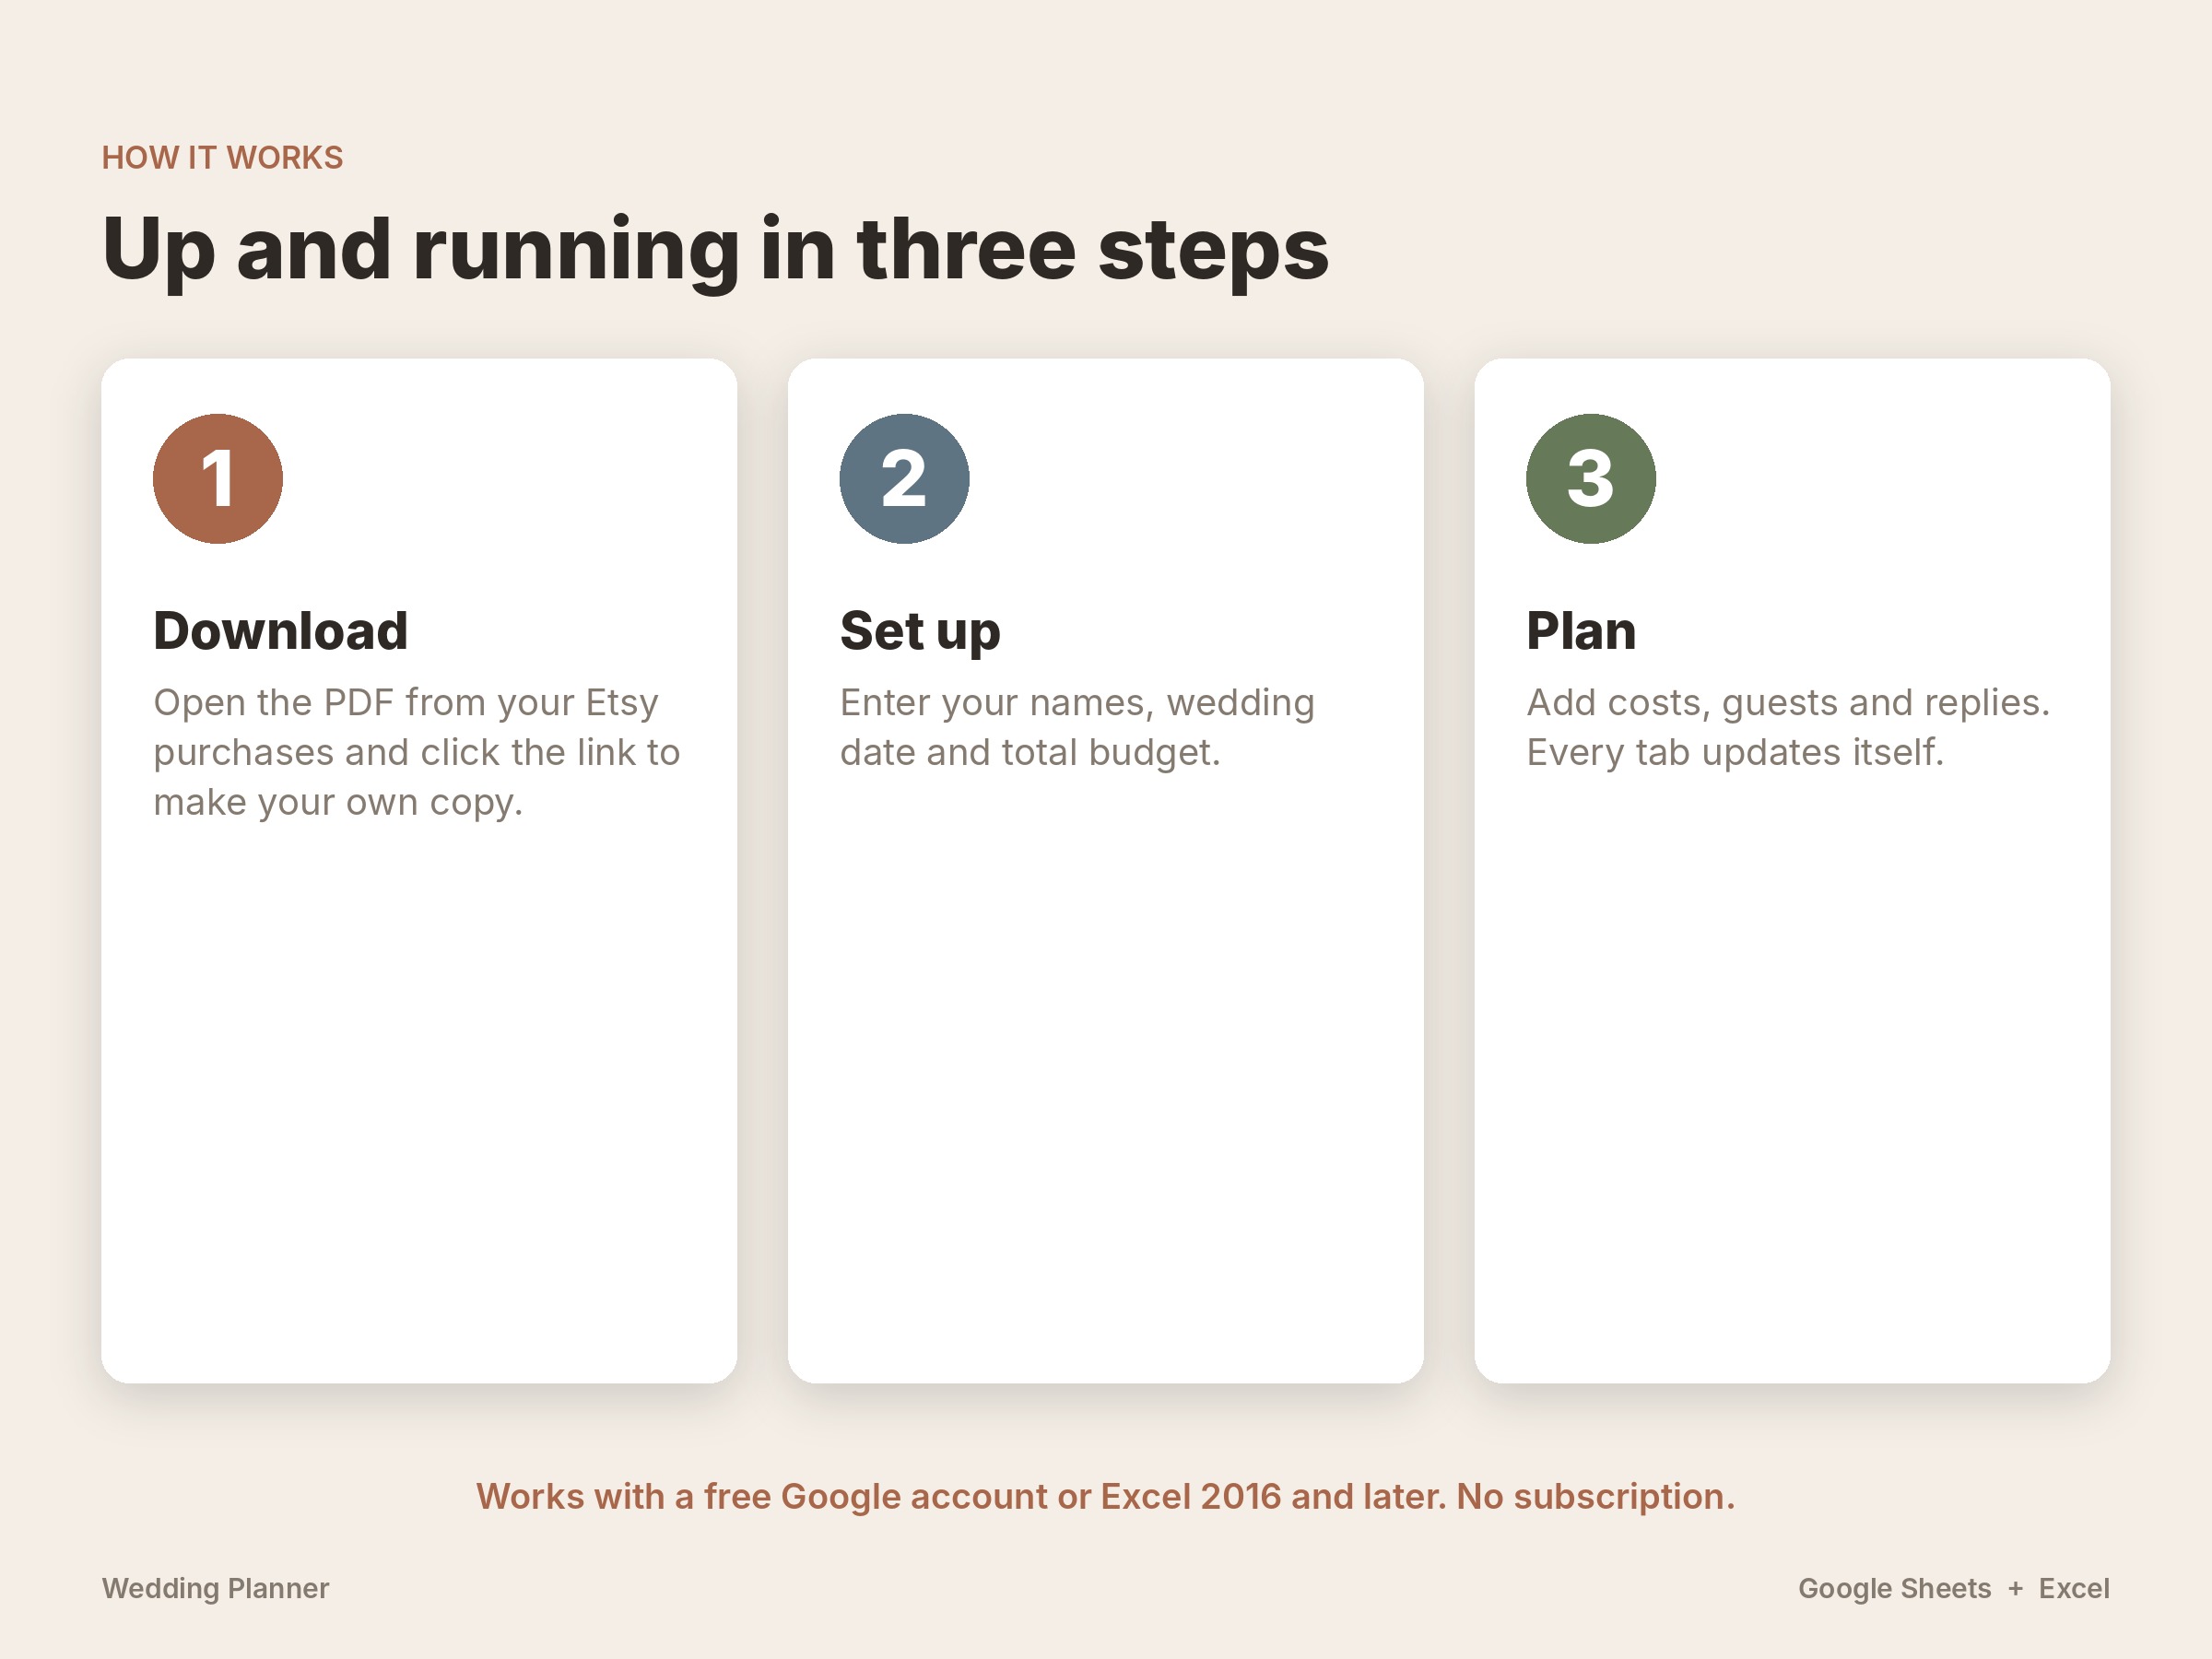 HOW IT WORKS
Up and running in three steps
1
Download
Open the PDF from your Etsy
purchases and click the link to
make your own copy.
2
Set up
Enter your names, wedding
date and total budget.
3
Plan
Add costs, guests and replies.
Every tab updates itself.
Works with a free Google account or Excel 2016 and later. No subscription.
Wedding Planner
Google Sheets + Excel